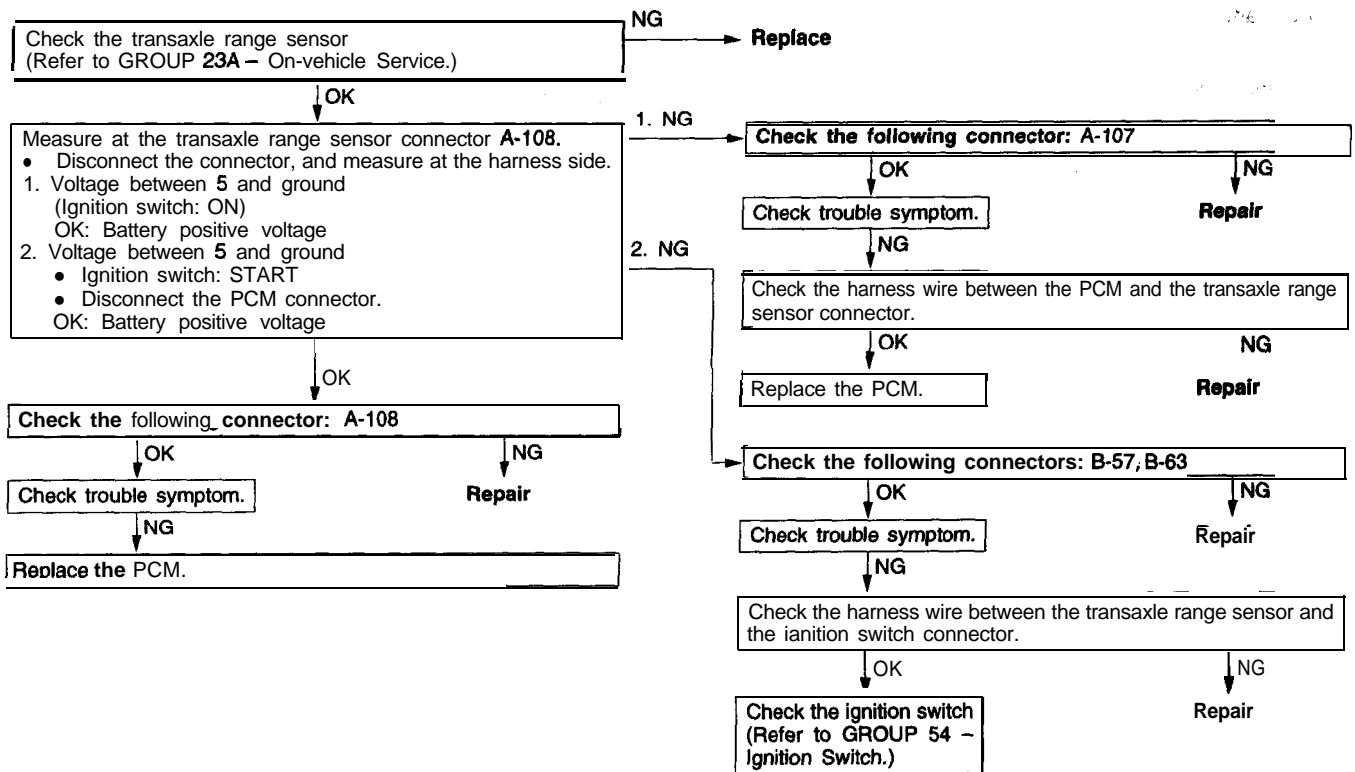 Check the transaxle range sensor
(Refer to GROUP 23A – On-vehicle Service.)
NG
Replace
OK
Measure at the transaxle range sensor connector A-108.
● Disconnect the connector, and measure at the harness side.
1. Voltage between 5 and ground
(Ignition switch: ON)
OK: Battery positive voltage
2. Voltage between 5 and ground
● Ignition switch: START
● Disconnect the PCM connector.
OK: Battery positive voltage
1. NG
Check the following connector: A-107
OK
NG
Check trouble symptom.
Repair
NG
Check the harness wire between the PCM and the transaxle range
sensor connector.
OK
NG
Replace the PCM.
Repair
2. NG
Check the following connectors: B-57, B-63
OK
NG
Check trouble symptom.
Repair
NG
Check the harness wire between the transaxle range sensor and
the ianition switch connector.
OK
NG
Check the ignition switch
(Refer to GROUP 54 –
Ignition Switch.)
Repair
OK
Check the following connector: A-108
OK
NG
Check trouble symptom.
Repair
NG
Replace the PCM.